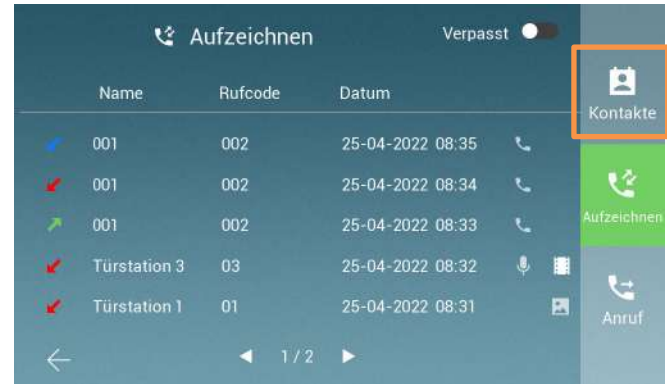 Aufzeichnen
Verpasst
Name Rufcode Datum
001 002 25-04-2022 08:35
001 002 25-04-2022 08:34
001 002 25-04-2022 08:33
Türstation 3 03 25-04-2022 08:32
Türstation 1 01 25-04-2022 08:31
1/2
Kontakte
Aufzeichnen
Anruf